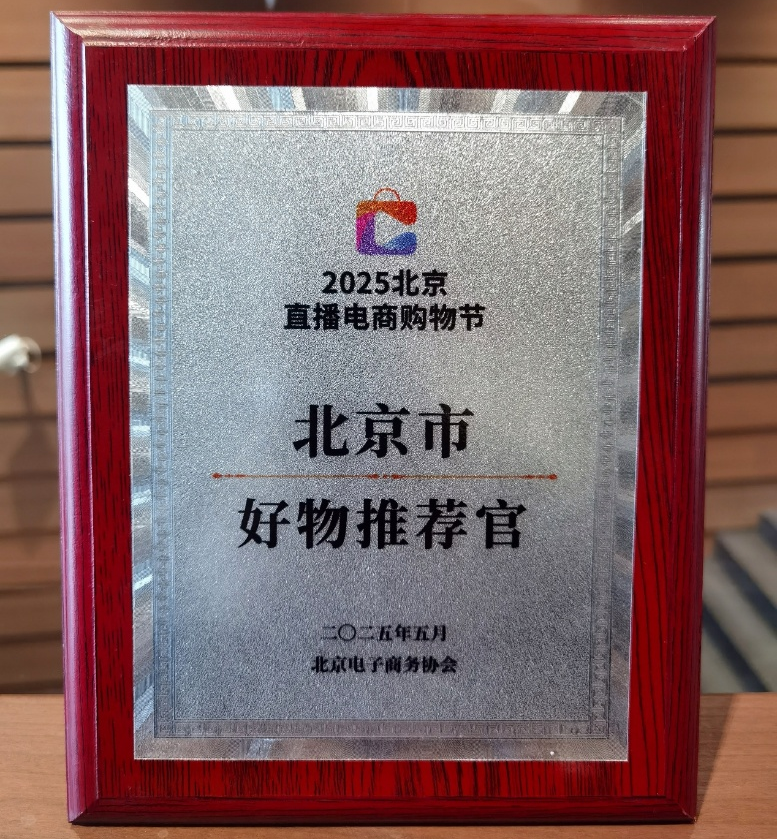 2025北京
直播电商购物节
北京市
好物推荐官
二〇二五年五月
北京电子商务协会